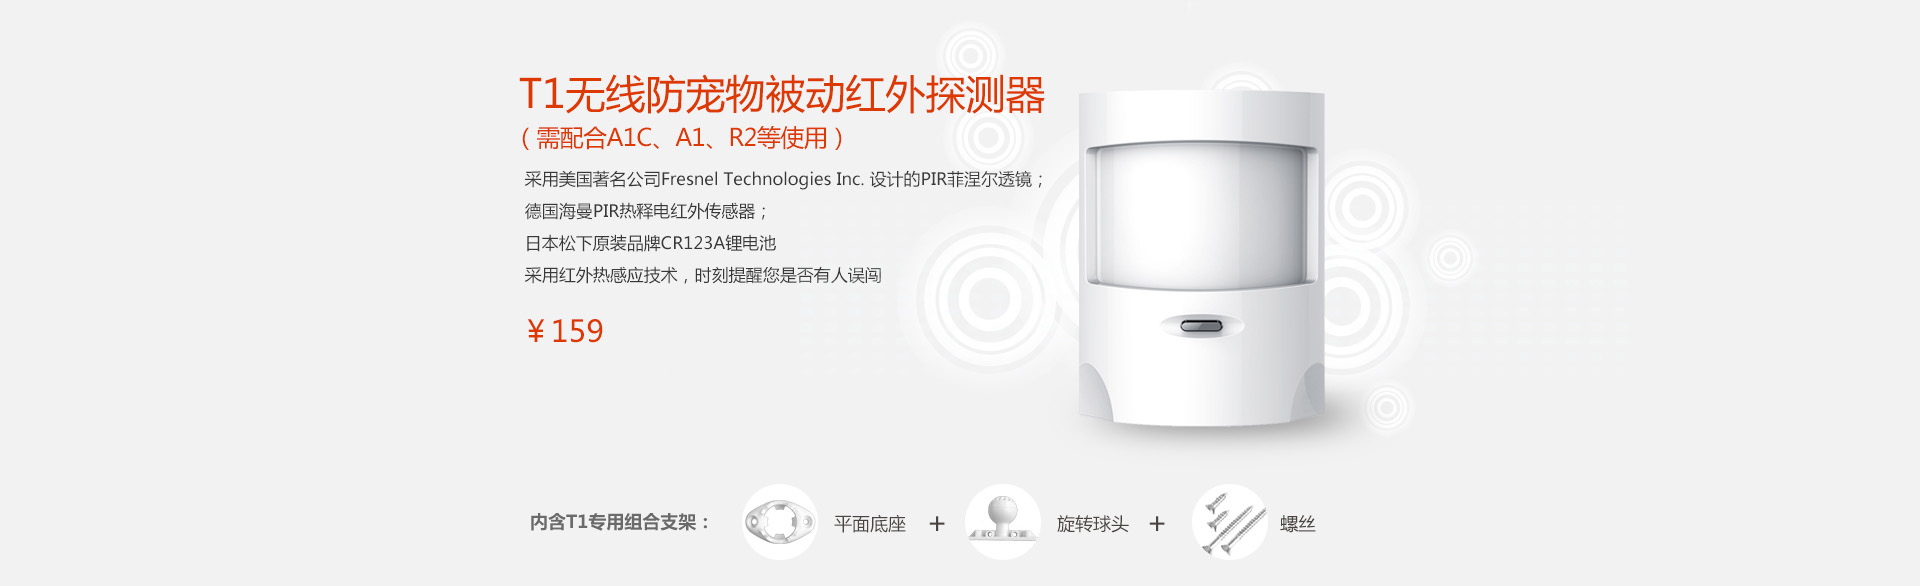 T1无线防宠物被动红外探测器
（需配合A1C、A1、R2等使用）
采用美国著名公司Fresnel Technologies Inc. 设计的PIR菲涅尔透镜；
德国海曼PIR热释电红外传感器；
日本松下原装品牌CR123A锂电池
采用红外热感应技术，时刻提醒您是否有人误闯
￥159
内含T1专用组合支架： 平面底座 + 旋转球头 + 螺丝